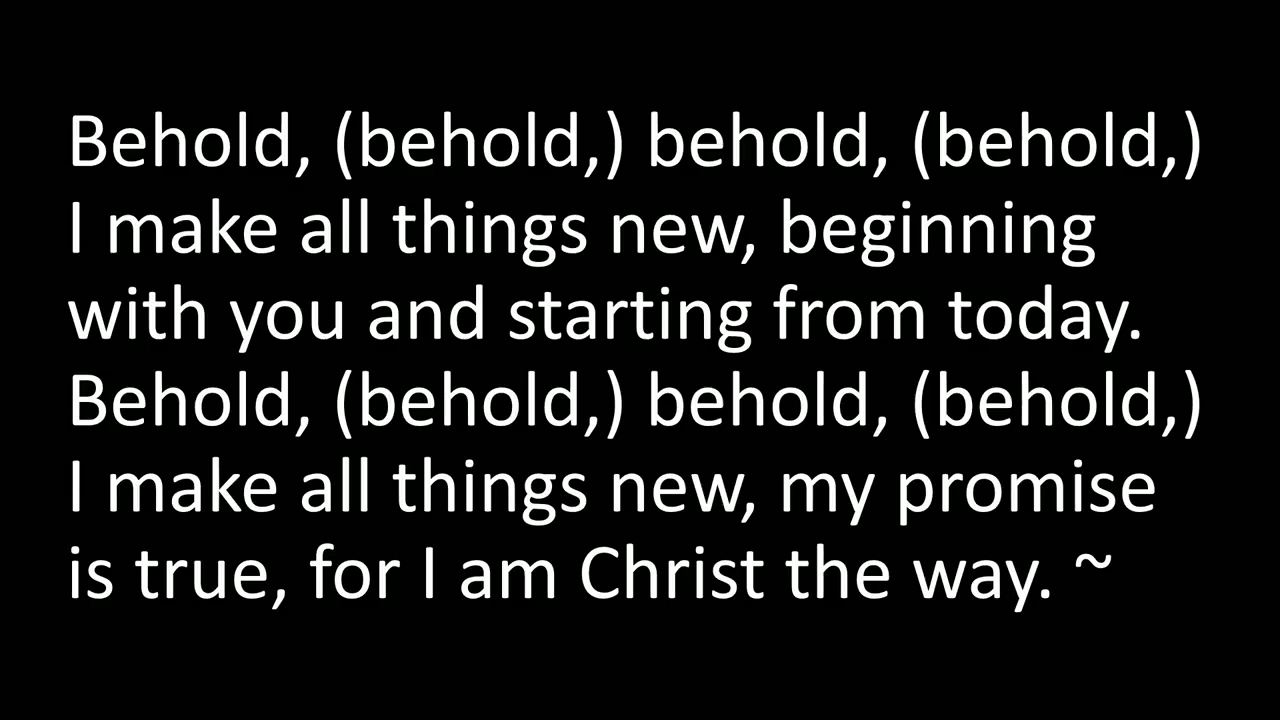 Behold, (behold,) behold, (behold,)
I make all things new, beginning
with you and starting from today.
Behold, (behold,) behold, (behold,)
I make all things new, my promise
is true, for I am Christ the way. ~